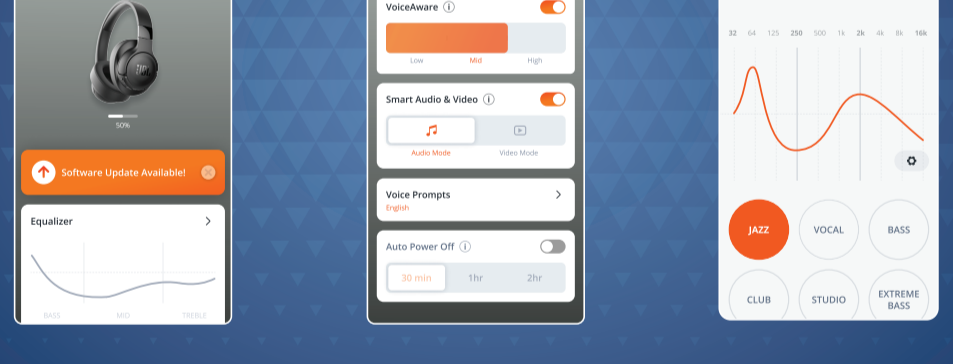 JBL
50%
Software Update Available!
Equalizer
BASS MID TREBLE
VoiceAware
Low Mid High
Smart Audio & Video
Audio Mode Video Mode
Voice Prompts
English
Auto Power Off
30 min 1hr 2hr
32 64 125 250 500 1k 2k 4k 8k 16k
JAZZ VOCAL BASS
CLUB STUDIO EXTREME
BASS